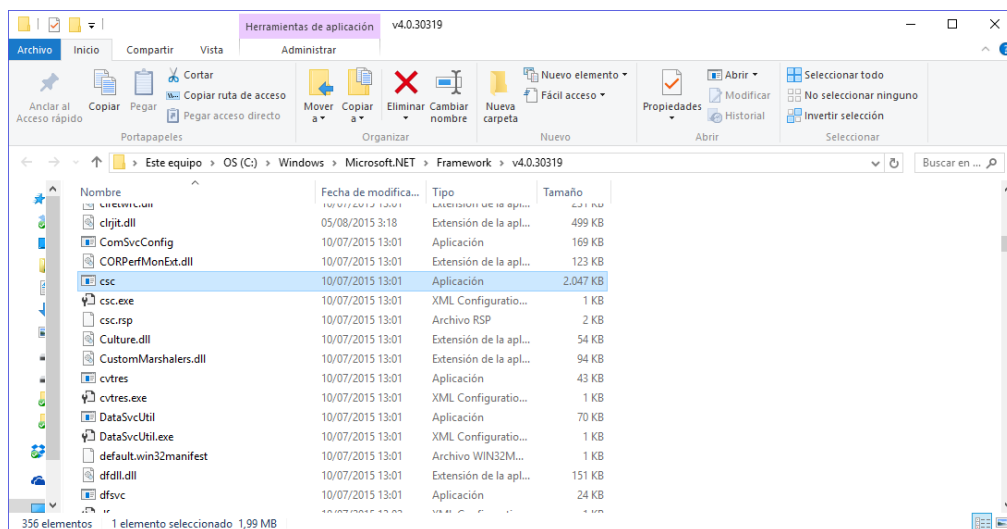 Herramientas de aplicación v4.0.30319
Archivo Inicio Compartir Vista Administrar
Anclar al Acceso rápido
Copiar
Pegar
Cortar
Copiar ruta de acceso
Pegar acceso directo
Portapapeles
Mover a
Copiar a
Eliminar
Cambiar nombre
Organizar
Nueva carpeta
Nuevo elemento
Fácil acceso
Nuevo
Propiedades
Abrir
Modificar
Historial
Abrir
Seleccionar todo
No seleccionar ninguno
Invertir selección
Seleccionar
Este equipo > OS (C:) > Windows > Microsoft.NET > Framework > v4.0.30319
Buscar en ...
Nombre Fecha de modifica... Tipo Tamaño
clrjit.dll 05/08/2015 3:18 Extensión de la apl... 499 KB
ComSvcConfig 10/07/2015 13:01 Aplicación 169 KB
CORPerfMonExt.dll 10/07/2015 13:01 Extensión de la apl... 123 KB
csc 10/07/2015 13:01 Aplicación 2.047 KB
csc.exe 10/07/2015 13:01 XML Configuratio... 1 KB
csc.rsp 10/07/2015 13:01 Archivo RSP 2 KB
Culture.dll 10/07/2015 13:01 Extensión de la apl... 54 KB
CustomMarshalers.dll 10/07/2015 13:01 Extensión de la apl... 94 KB
cvtres 10/07/2015 13:01 Aplicación 43 KB
cvtres.exe 10/07/2015 13:01 XML Configuratio... 1 KB
DataSvcUtil 10/07/2015 13:01 Aplicación 70 KB
DataSvcUtil.exe 10/07/2015 13:01 XML Configuratio... 1 KB
default.win32manifest 10/07/2015 13:01 Archivo WIN32M... 1 KB
dfdll.dll 10/07/2015 13:01 Extensión de la apl... 151 KB
dfsvc 10/07/2015 13:01 Aplicación 24 KB
356 elementos 1 elemento seleccionado 1,99 MB